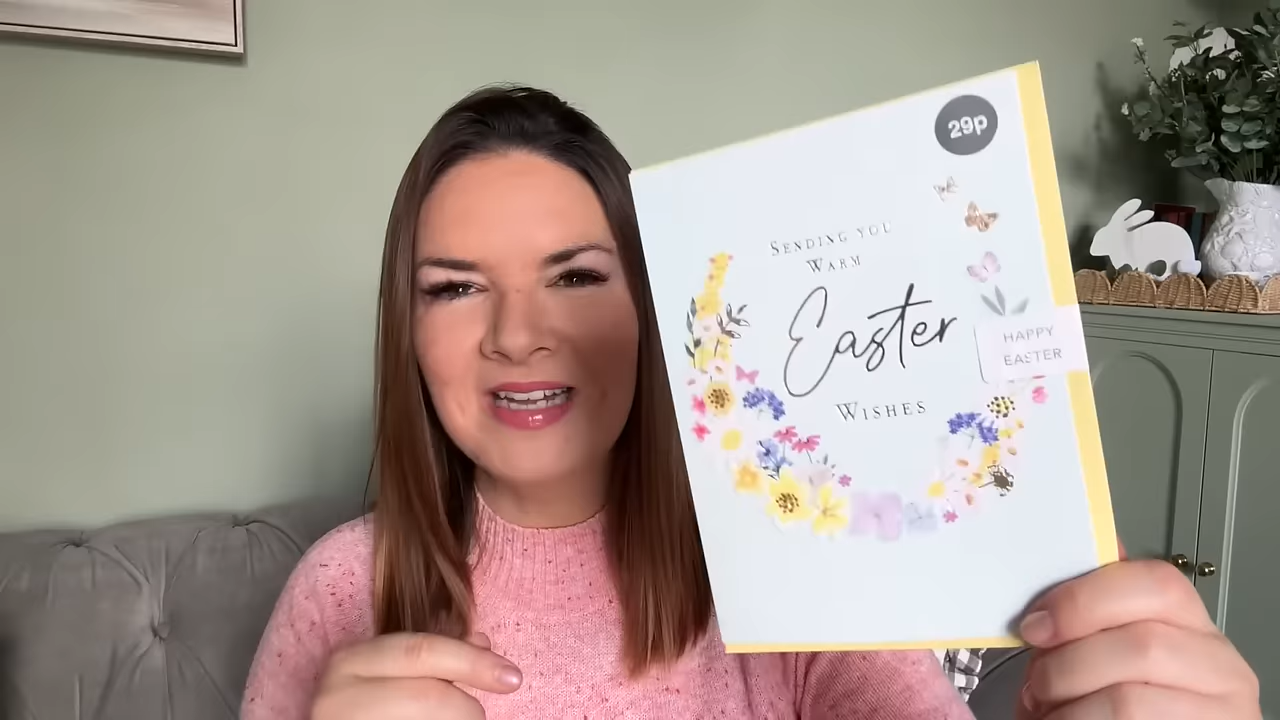 29p
SENDING YOU
WARM
Easter
WISHES
HAPPY
EASTER